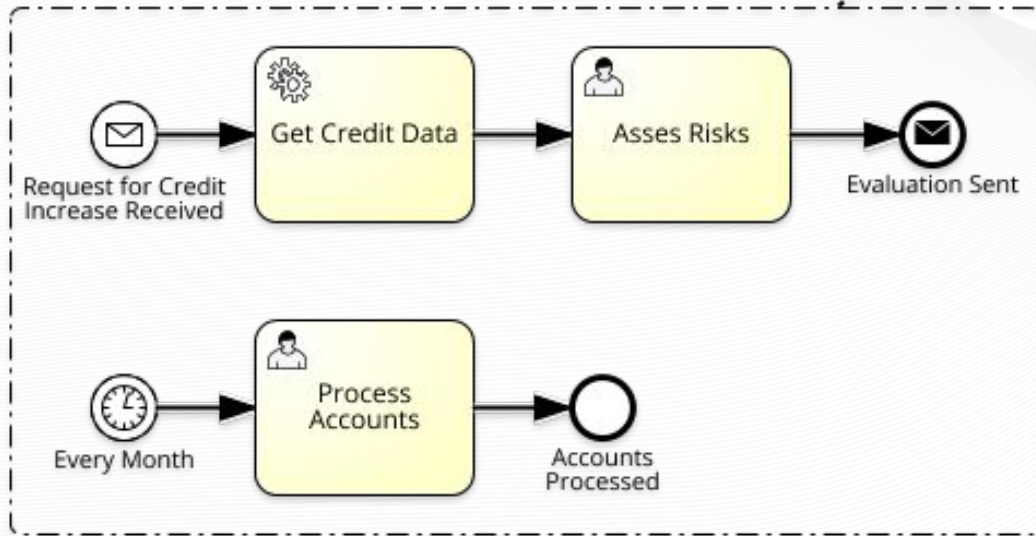 Get Credit Data
Asses Risks
Request for Credit
Increase Received
Evaluation Sent
Process
Accounts
Every Month
Accounts
Processed